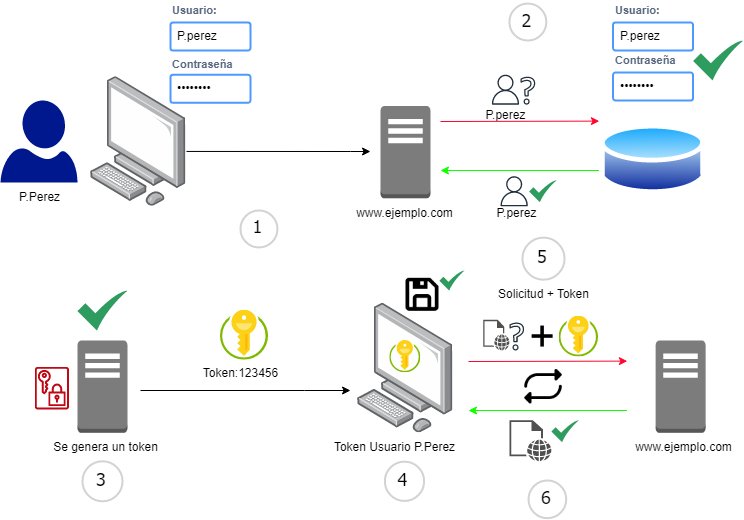 Usuario:
P.perez
Contraseña
••••••••
2
Usuario:
P.perez
Contraseña
••••••••
P.perez
P.Perez
www.ejemplo.com
P.perez
1
5
Solicitud + Token
Token:123456
Se genera un token
Token Usuario P.Perez
www.ejemplo.com
3
4
6